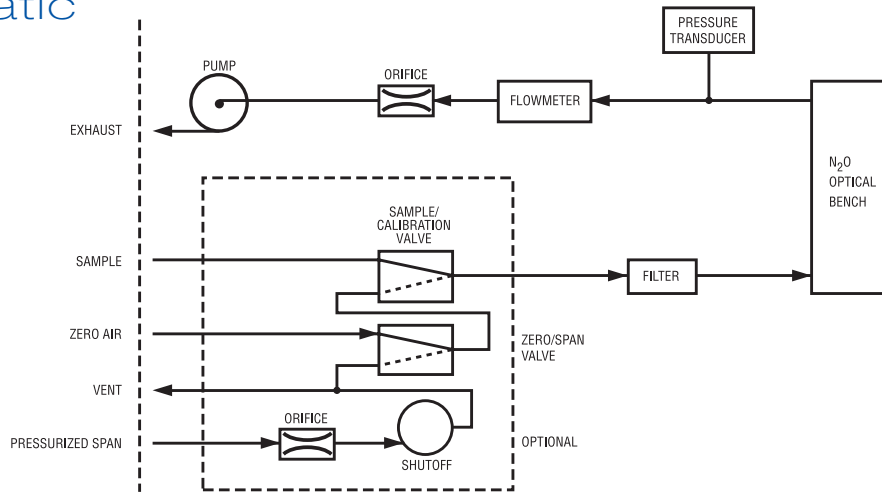 atic
PRESSURE
TRANSDUCER
PUMP
ORIFICE
FLOWMETER
EXHAUST
N₂O
OPTICAL
BENCH
SAMPLE/
CALIBRATION
VALVE
SAMPLE
FILTER
ZERO AIR
ZERO/SPAN
VALVE
VENT
ORIFICE
PRESSURIZED SPAN
OPTIONAL
SHUTOFF